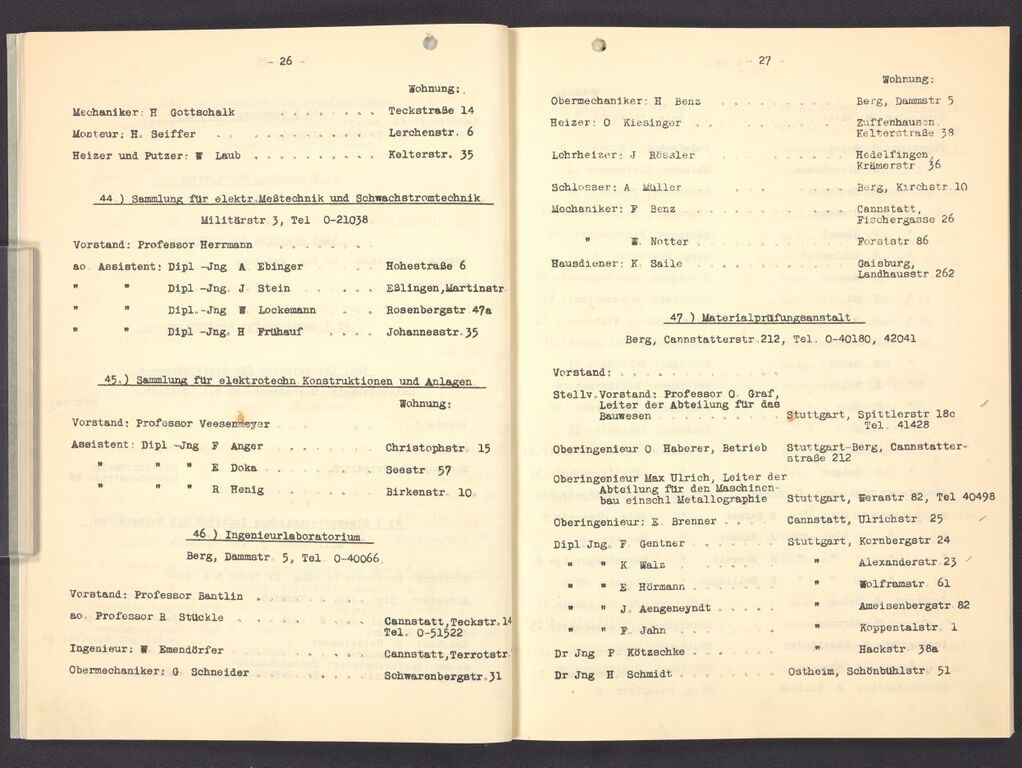 - 26 -
Wohnung:
Mechaniker: H Gottschalk Teckstraße 14
Monteur: H. Seiffer Lerchenstr. 6
Heizer und Putzer: W Laub Kelterstr. 35
44 ) Sammlung für elektr.Meßtechnik und Schwachstromtechnik
Militärstr 3, Tel 0-21038
Vorstand: Professor Herrmann
ao Assistent: Dipl -Jng A Ebinger Hohestraße 6
" " Dipl -Jng. J Stein Eßlingen,Martinstr
" " Dipl.-Jng W Lockemann Rosenbergstr 47a
" " Dipl.-Jng. H Frühauf Johannesstr.35
45.) Sammlung für elektrotechn Konstruktionen und Anlagen
Wohnung:
Vorstand: Professor Veesenmeyer
Assistent: Dipl -Jng F Anger Christophstr 15
" " " E Doka Seestr 57
" " " R Henig Birkenstr 10
46 ) Ingenieurlaboratorium
Berg, Dammstr 5, Tel. 0-40066
Vorstand: Professor Bantlin
ao. Professor R Stückle Cannstatt,Teckstr.14
Tel. 0-51522
Ingenieur: W Emendörfer Cannstatt,Terrotstr
Obermechaniker: G Schneider Schwarenbergstr.31
27
Wohnung:
Obermechaniker: H Benz Berg, Dammstr 5
Heizer: O Kiesinger Zuffenhausen,
Kelterstraße 38
Lehrheizer: J Rössler Hedelfingen,
Krämerstr 36
Schlosser: A Müller Berg, Kirchstr 10
Mechaniker: F Benz Cannstatt,
Fischergasse 26
" W. Notter Forststr 86
Hausdiener: K Saile Gaisburg,
Landhausstr 262
47 ) Materialprüfungsanstalt
Berg, Cannstatterstr.212, Tel. 0-40180, 42041
Vorstand:
Stellv.Vorstand: Professor O. Graf,
Leiter der Abteilung für das
Bauwesen Stuttgart, Spittlerstr 18c
Tel. 41428
Oberingenieur O Haberer, Betrieb Stuttgart-Berg, Cannstatter-
straße 212
Oberingenieur Max Ulrich, Leiter der
Abteilung für den Maschinen-
bau einschl Metallographie Stuttgart, Werastr 82, Tel 40498
Oberingenieur: E. Brenner Cannstatt, Ulrichstr 25
Dipl Jng. F Gentner Stuttgart, Kornbergstr 24
" " K Walz " Alexanderstr 23
" " E Hörmann " Wolframstr 61
" " J. Aengeneyndt " Ameisenbergstr 82
" " F. Jahn " Koppentalstr 1
Dr Jng P Kötzschke " Hackstr 38a
Dr Jng H Schmidt Ostheim, Schönbühlstr 51